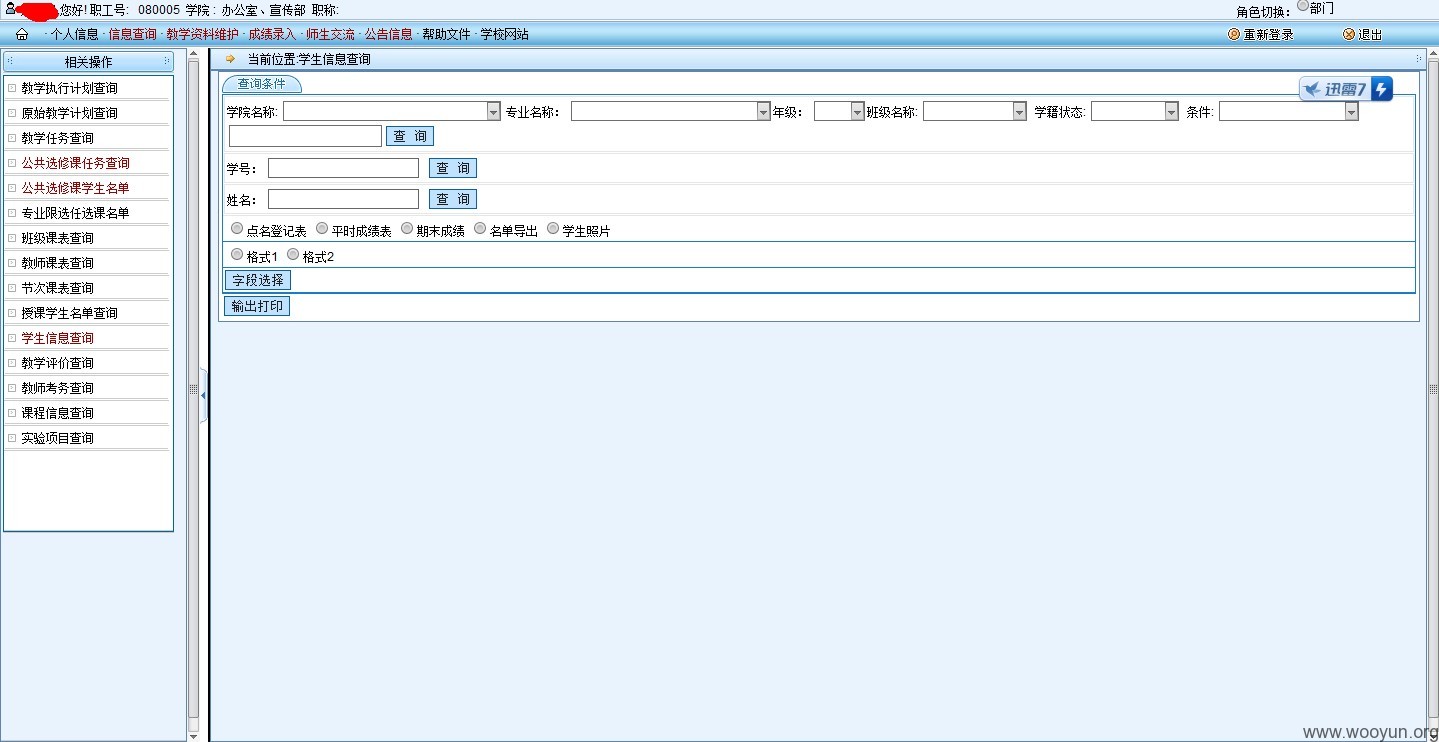 您好! 职工号: 080005 学院 : 办公室、宣传部 职称: 角色切换: 部门
· 个人信息 · 信息查询 · 教学资料维护 · 成绩录入 · 师生交流 · 公告信息 · 帮助文件 · 学校网站 重新登录 退出
相关操作
教学执行计划查询
原始教学计划查询
教学任务查询
公共选修课任务查询
公共选修课学生名单
专业限选任选课名单
班级课表查询
教师课表查询
节次课表查询
授课学生名单查询
学生信息查询
教学评价查询
教师考务查询
课程信息查询
实验项目查询
当前位置:学生信息查询
查询条件
迅雷7
学院名称: 专业名称: 年级: 班级名称: 学籍状态: 条件:
查 询
学号: 查 询
姓名: 查 询
点名登记表 平时成绩表 期末成绩 名单导出 学生照片
格式1 格式2
字段选择
输出打印
www.wooyun.org